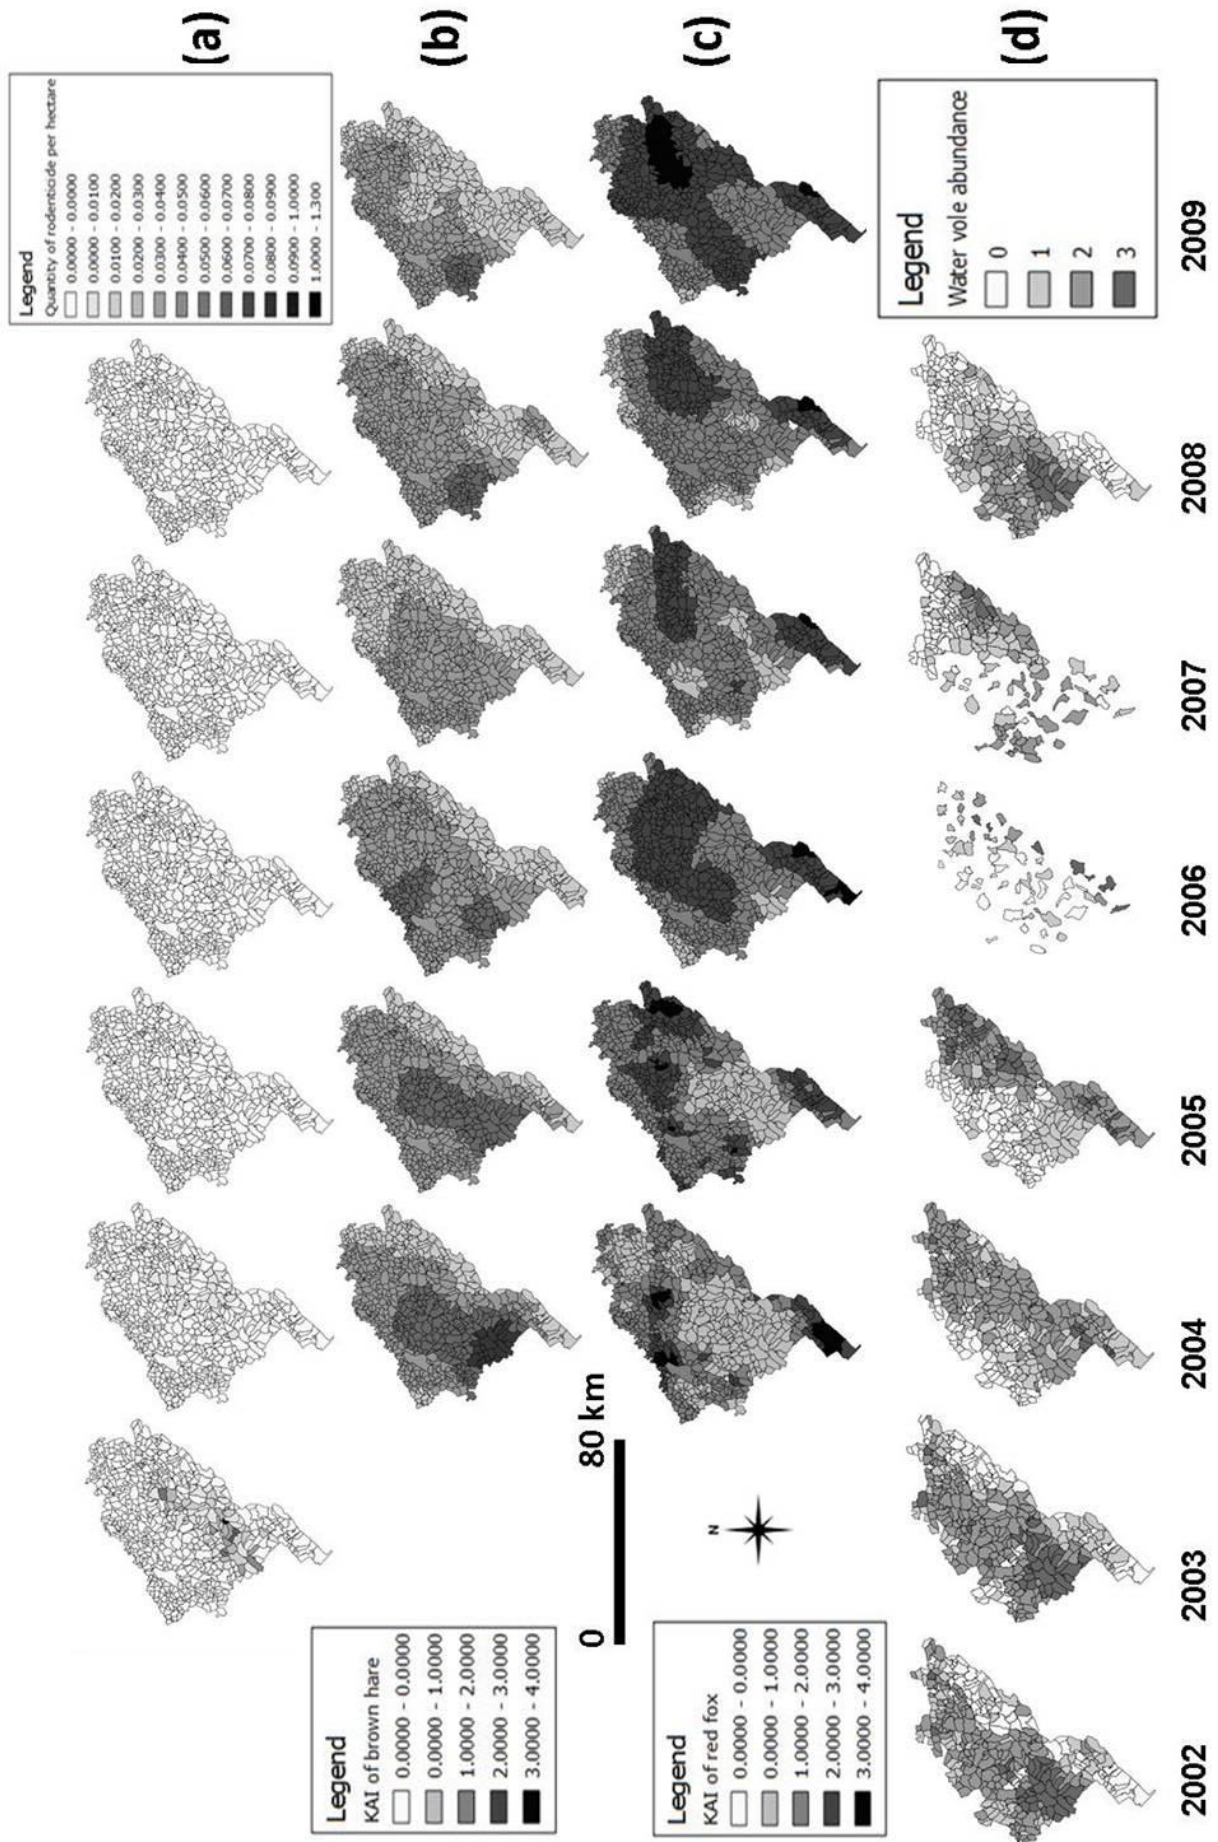 (a)
(b)
(c)
(d)
Legend
Quantity of rodenticide per hectare
0.0000 - 0.0000
0.0000 - 0.0100
0.0100 - 0.0200
0.0200 - 0.0300
0.0300 - 0.0400
0.0400 - 0.0500
0.0500 - 0.0600
0.0600 - 0.0700
0.0700 - 0.0800
0.0800 - 0.0900
0.0900 - 1.0000
1.0000 - 1.300
Legend
KAI of brown hare
0.0000 - 0.0000
0.0000 - 1.0000
1.0000 - 2.0000
2.0000 - 3.0000
3.0000 - 4.0000
0 80 km
Legend
KAI of red fox
0.0000 - 0.0000
0.0000 - 1.0000
1.0000 - 2.0000
2.0000 - 3.0000
3.0000 - 4.0000
N
Legend
Water vole abundance
0
1
2
3
2002 2003 2004 2005 2006 2007 2008 2009